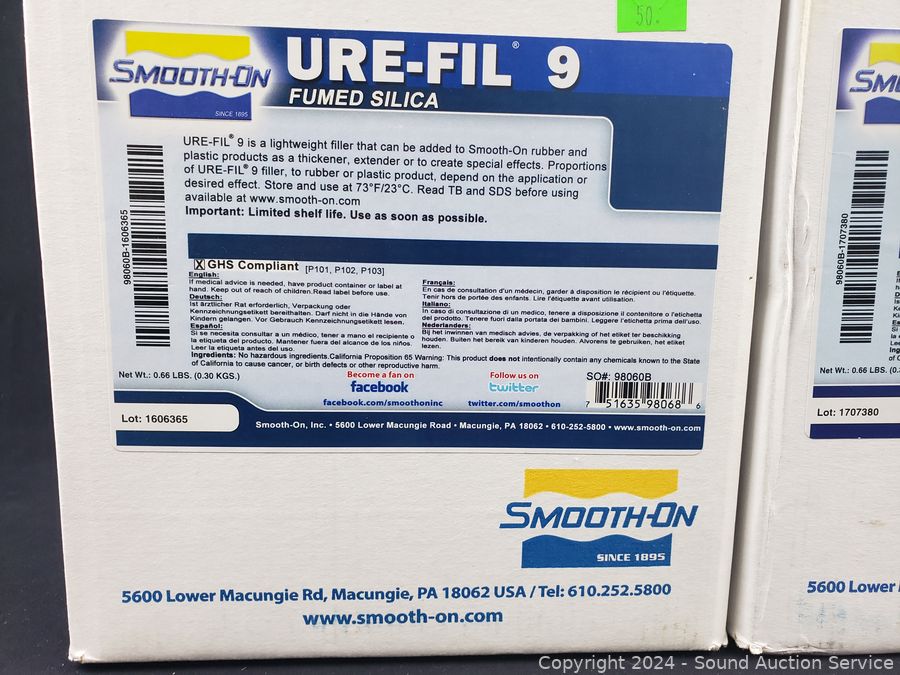 50.
SMOOTH-ON
SINCE 1895
URE-FIL® 9
FUMED SILICA
URE-FIL® 9 is a lightweight filler that can be added to Smooth-On rubber and
plastic products as a thickener, extender or to create special effects. Proportions
of URE-FIL® 9 filler, to rubber or plastic product, depend on the application or
desired effect. Store and use at 73°F/23°C. Read TB and SDS before using
available at www.smooth-on.com
Important: Limited shelf life. Use as soon as possible.
98060B-1606365
X GHS Compliant [P101, P102, P103]
English:
If medical advice is needed, have product container or label at
hand. Keep out of reach of children. Read label before use.
Deutsch:
Ist ärztlicher Rat erforderlich, Verpackung oder
Kennzeichnungsetikett bereithalten. Darf nicht in die Hände von
Kindern gelangen. Vor Gebrauch Kennzeichnungsetikett lesen.
Español:
Si se necesita consultar a un médico, tener a mano el recipiente o
la etiqueta del producto. Mantener fuera del alcance de los niños.
Leer la etiqueta antes del uso.
Français:
En cas de consultation d'un médecin, garder à disposition le récipient ou l'étiquette.
Tenir hors de portée des enfants. Lire l'étiquette avant utilisation.
Italiano:
In caso di consultazione di un medico, tenere a disposizione il contenitore o l'etichetta
del prodotto. Tenere fuori dalla portata dei bambini. Leggere l'etichetta prima dell'uso.
Nederlanders:
Bij het inwinnen van medisch advies, de verpakking of het etiket ter beschikking
houden. Buiten het bereik van kinderen houden. Alvorens te gebruiken, het etiket
lezen.
Ingredients: No hazardous ingredients.California Proposition 65 Warning: This product does not intentionally contain any chemicals known to the State
of California to cause cancer, or birth defects or other reproductive harm.
Net Wt.: 0.66 LBS. (0.30 KGS.)
Become a fan on
facebook
facebook.com/smoothoninc
Follow us on
twitter
twitter.com/smoothon
SO#: 98060B
7 51635 98068 6
Lot: 1606365
Smooth-On, Inc. • 5600 Lower Macungie Road • Macungie, PA 18062 • 610-252-5800 • www.smooth-on.com
SMOOTH-ON
SINCE 1895
5600 Lower Macungie Rd, Macungie, PA 18062 USA / Tel: 610.252.5800
www.smooth-on.com
98060B-1707380
Net Wt.: 0.66 LBS. (0.
Lot: 1707380
5600 Lower
Copyright 2024 - Sound Auction Service